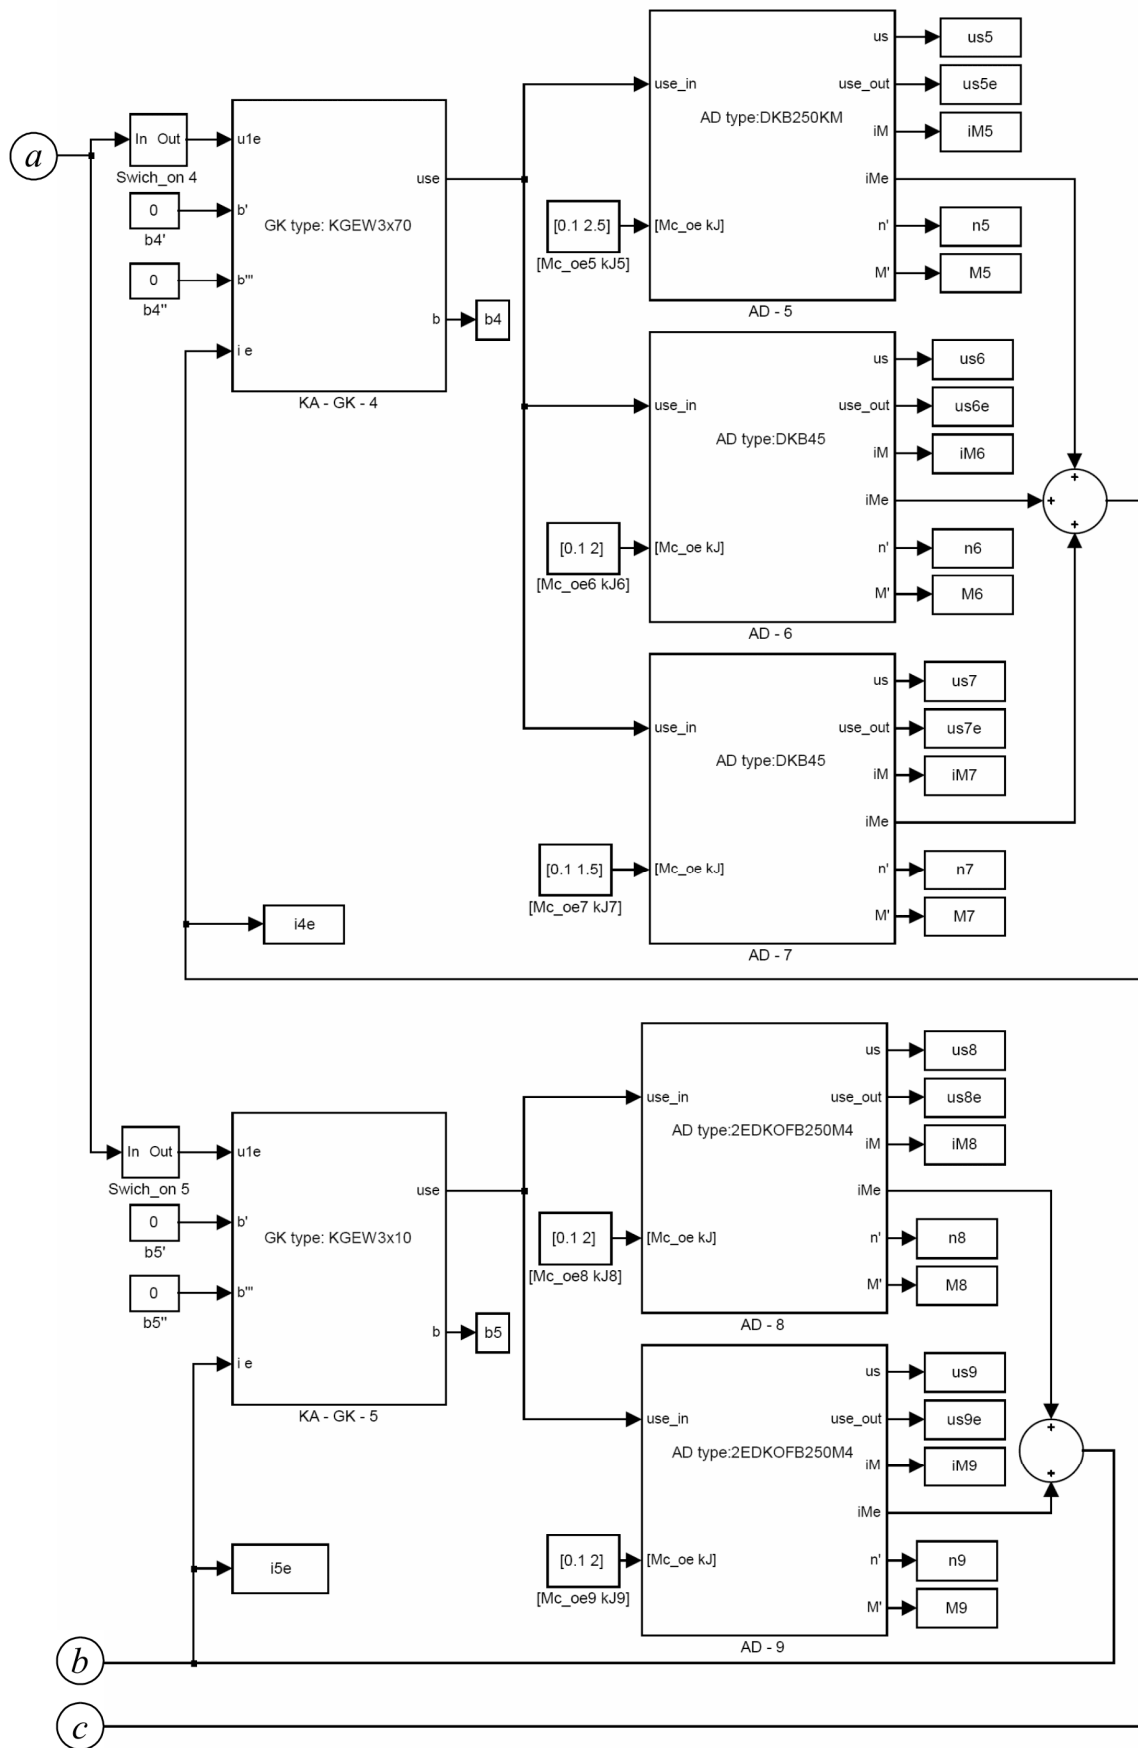 a
In Out
Swich_on 4
0
b4'
0
b4"
u1e
b'
b'''
i e
GK type: KGEW3x70
use
b
KA - GK - 4
b4
[0.1 2.5]
[Mc_oe5 kJ5]
use_in
[Mc_oe kJ]
AD type:DKB250KM
us
use_out
iM
iMe
n'
M'
AD - 5
us5
us5e
iM5
n5
M5
[0.1 2]
[Mc_oe6 kJ6]
use_in
[Mc_oe kJ]
AD type:DKB45
us
use_out
iM
iMe
n'
M'
AD - 6
us6
us6e
iM6
n6
M6
+
+
+
[0.1 1.5]
[Mc_oe7 kJ7]
use_in
[Mc_oe kJ]
AD type:DKB45
us
use_out
iM
iMe
n'
M'
AD - 7
us7
us7e
iM7
n7
M7
i4e
In Out
Swich_on 5
0
b5'
0
b5"
u1e
b'
b'''
i e
GK type: KGEW3x10
use
b
KA - GK - 5
b5
[0.1 2]
[Mc_oe8 kJ8]
use_in
[Mc_oe kJ]
AD type:2EDKOFB250M4
us
use_out
iM
iMe
n'
M'
AD - 8
us8
us8e
iM8
n8
M8
[0.1 2]
[Mc_oe9 kJ9]
use_in
[Mc_oe kJ]
AD type:2EDKOFB250M4
us
use_out
iM
iMe
n'
M'
AD - 9
us9
us9e
iM9
n9
M9
+
+
i5e
b
c